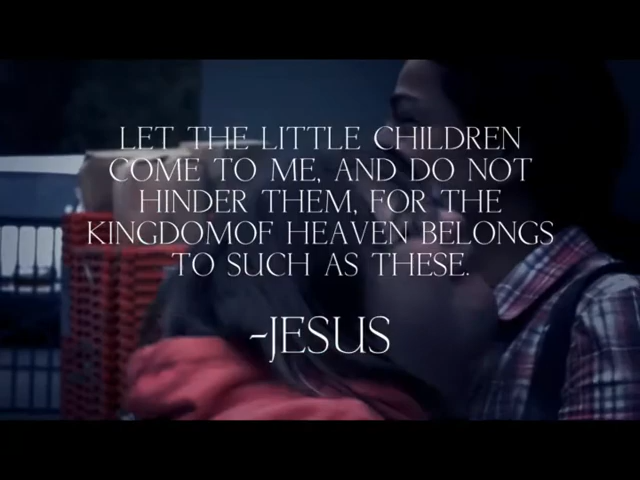 LET THE LITTLE CHILDREN
COME TO ME, AND DO NOT
HINDER THEM, FOR THE
KINGDOMOF HEAVEN BELONGS
TO SUCH AS THESE.
-JESUS